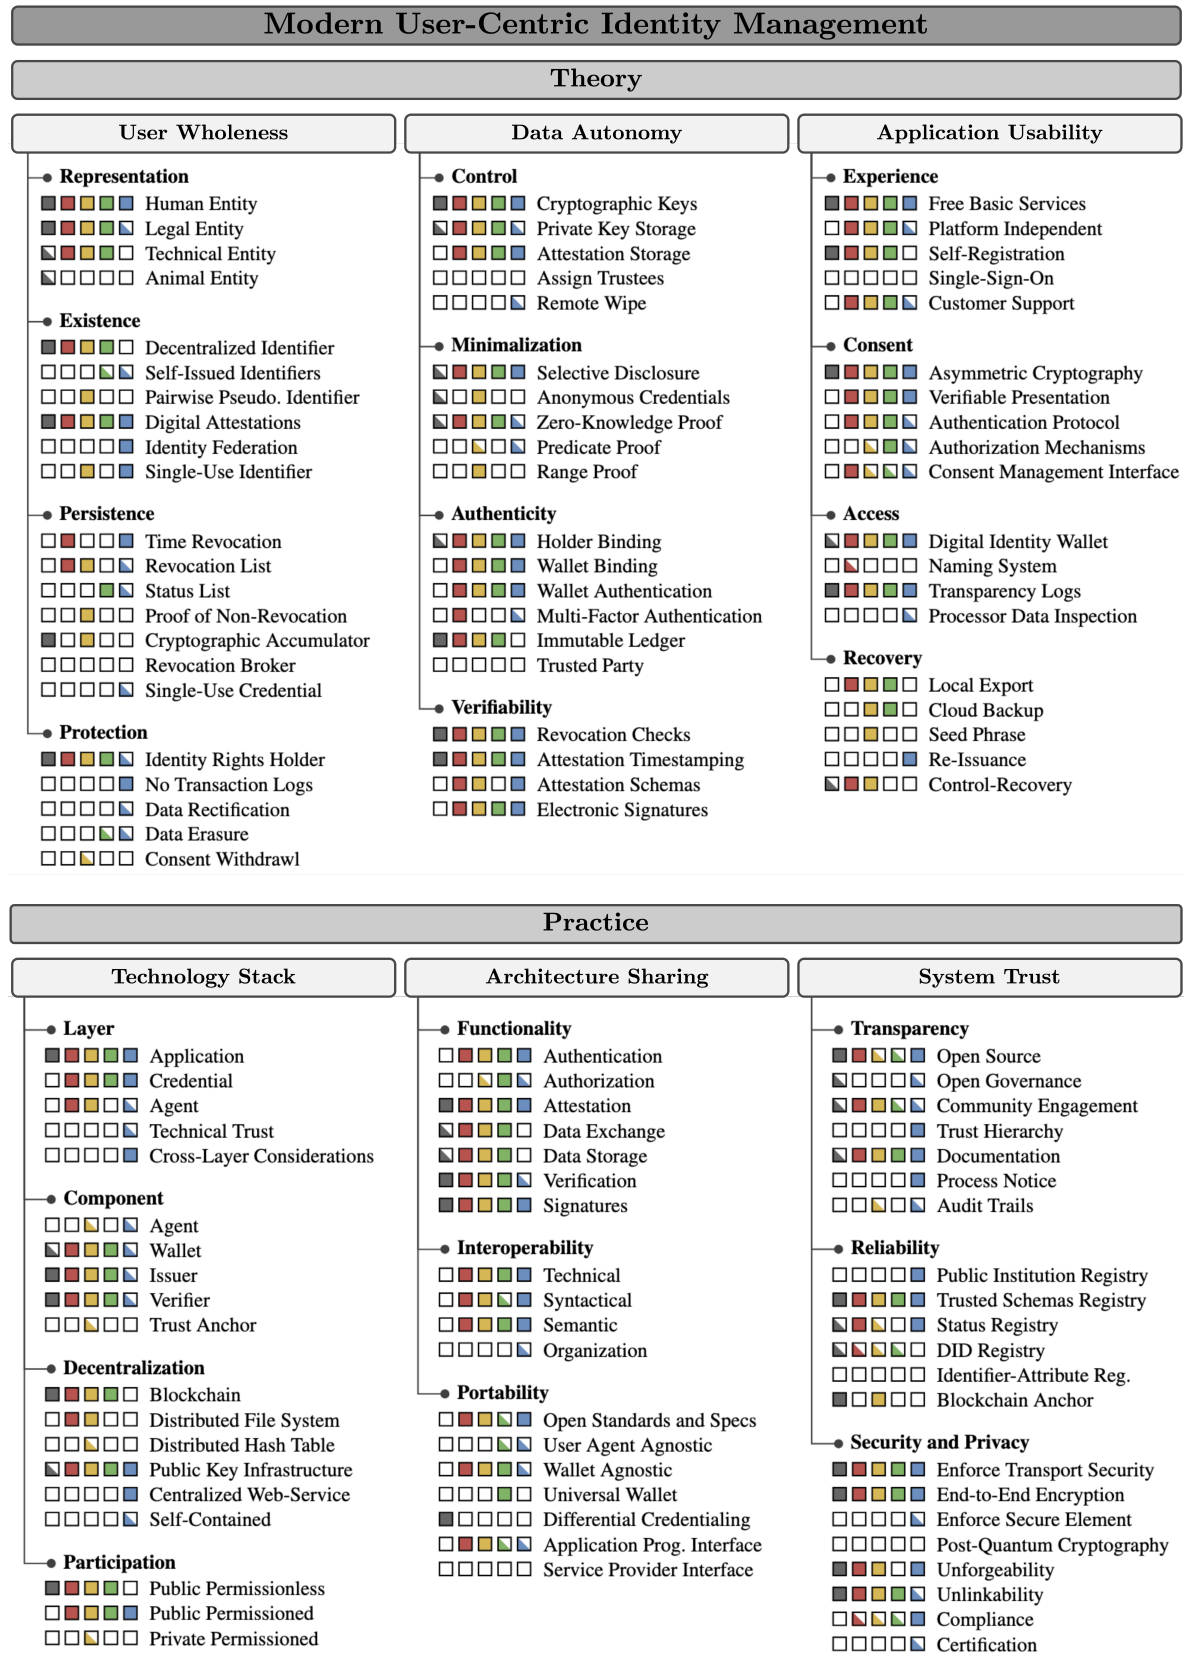 Modern User-Centric Identity Management
Theory
User Wholeness
Representation
Human Entity
Legal Entity
Technical Entity
Animal Entity
Existence
Decentralized Identifier
Self-Issued Identifiers
Pairwise Pseudo. Identifier
Digital Attestations
Identity Federation
Single-Use Identifier
Persistence
Time Revocation
Revocation List
Status List
Proof of Non-Revocation
Cryptographic Accumulator
Revocation Broker
Single-Use Credential
Protection
Identity Rights Holder
No Transaction Logs
Data Rectification
Data Erasure
Consent Withdrawl
Data Autonomy
Control
Cryptographic Keys
Private Key Storage
Attestation Storage
Assign Trustees
Remote Wipe
Minimalization
Selective Disclosure
Anonymous Credentials
Zero-Knowledge Proof
Predicate Proof
Range Proof
Authenticity
Holder Binding
Wallet Binding
Wallet Authentication
Multi-Factor Authentication
Immutable Ledger
Trusted Party
Verifiability
Revocation Checks
Attestation Timestamping
Attestation Schemas
Electronic Signatures
Application Usability
Experience
Free Basic Services
Platform Independent
Self-Registration
Single-Sign-On
Customer Support
Consent
Asymmetric Cryptography
Verifiable Presentation
Authentication Protocol
Authorization Mechanisms
Consent Management Interface
Access
Digital Identity Wallet
Naming System
Transparency Logs
Processor Data Inspection
Recovery
Local Export
Cloud Backup
Seed Phrase
Re-Issuance
Control-Recovery
Practice
Technology Stack
Layer
Application
Credential
Agent
Technical Trust
Cross-Layer Considerations
Component
Agent
Wallet
Issuer
Verifier
Trust Anchor
Decentralization
Blockchain
Distributed File System
Distributed Hash Table
Public Key Infrastructure
Centralized Web-Service
Self-Contained
Participation
Public Permissionless
Public Permissioned
Private Permissioned
Architecture Sharing
Functionality
Authentication
Authorization
Attestation
Data Exchange
Data Storage
Verification
Signatures
Interoperability
Technical
Syntactical
Semantic
Organization
Portability
Open Standards and Specs
User Agent Agnostic
Wallet Agnostic
Universal Wallet
Differential Credentialing
Application Prog. Interface
Service Provider Interface
System Trust
Transparency
Open Source
Open Governance
Community Engagement
Trust Hierarchy
Documentation
Process Notice
Audit Trails
Reliability
Public Institution Registry
Trusted Schemas Registry
Status Registry
DID Registry
Identifier-Attribute Reg.
Blockchain Anchor
Security and Privacy
Enforce Transport Security
End-to-End Encryption
Enforce Secure Element
Post-Quantum Cryptography
Unforgeability
Unlinkability
Compliance
Certification